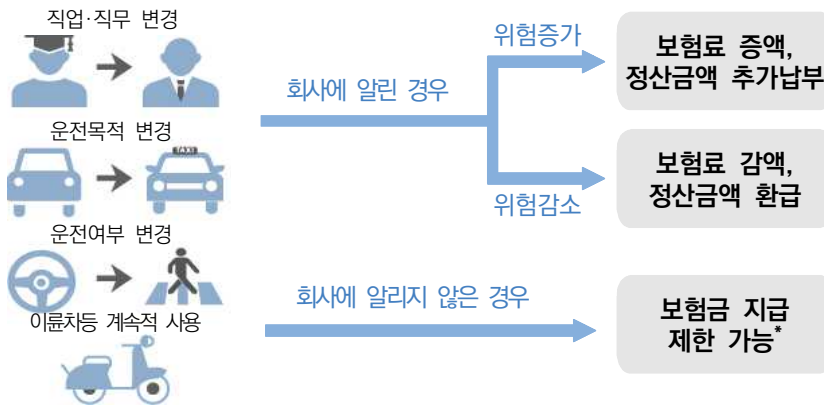 직업·직무 변경
운전목적 변경
TAXI
운전여부 변경
이륜차등 계속적 사용
회사에 알린 경우
위험증가
위험감소
보험료 증액,
정산금액 추가납부
보험료 감액,
정산금액 환급
회사에 알리지 않은 경우
보험금 지급
제한 가능*